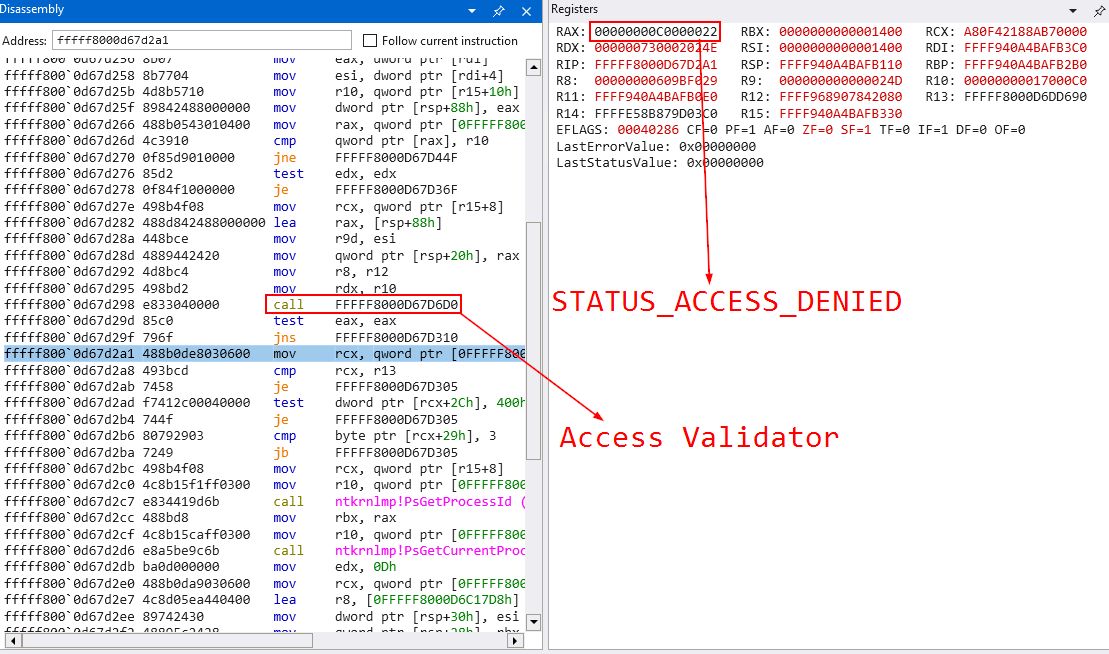 Disassembly
Address: fffff8000d67d2a1 Follow current instruction
fffff800`0d67d256 8b07 mov eax, dword ptr [rdi]
fffff800`0d67d258 8b7704 mov esi, dword ptr [rdi+4]
fffff800`0d67d25b 4d8b5710 mov r10, qword ptr [r15+10h]
fffff800`0d67d25f 89842488000000 mov dword ptr [rsp+88h], eax
fffff800`0d67d266 488b0543010400 mov rax, qword ptr [0FFFFF800
fffff800`0d67d26d 4c3910 cmp qword ptr [rax], r10
fffff800`0d67d270 0f85d9010000 jne FFFFF8000D67D44F
fffff800`0d67d276 85d2 test edx, edx
fffff800`0d67d278 0f84f1000000 je FFFFF8000D67D36F
fffff800`0d67d27e 498b4f08 mov rcx, qword ptr [r15+8]
fffff800`0d67d282 488d842488000000 lea rax, [rsp+88h]
fffff800`0d67d28a 448bce mov r9d, esi
fffff800`0d67d28d 4889442420 mov qword ptr [rsp+20h], rax
fffff800`0d67d292 4d8bc4 mov r8, r12
fffff800`0d67d295 498bd2 mov rdx, r10
fffff800`0d67d298 e833040000 call FFFFF8000D67D6D0
fffff800`0d67d29d 85c0 test eax, eax
fffff800`0d67d29f 796f jns FFFFF8000D67D310
fffff800`0d67d2a1 488b0de8030600 mov rcx, qword ptr [0FFFFF800
fffff800`0d67d2a8 493bcd cmp rcx, r13
fffff800`0d67d2ab 7458 je FFFFF8000D67D305
fffff800`0d67d2ad f7412c00040000 test dword ptr [rcx+2Ch], 400h
fffff800`0d67d2b4 744f je FFFFF8000D67D305
fffff800`0d67d2b6 80792903 cmp byte ptr [rcx+29h], 3
fffff800`0d67d2ba 7249 jb FFFFF8000D67D305
fffff800`0d67d2bc 498b4f08 mov rcx, qword ptr [r15+8]
fffff800`0d67d2c0 4c8b15f1ff0300 mov r10, qword ptr [0FFFFF800
fffff800`0d67d2c7 e834419d6b call ntkrnlmp!PsGetProcessId (
fffff800`0d67d2cc 488bd8 mov rbx, rax
fffff800`0d67d2cf 4c8b15caff0300 mov r10, qword ptr [0FFFFF800
fffff800`0d67d2d6 e8a5be9c6b call ntkrnlmp!PsGetCurrentProc
fffff800`0d67d2db ba0d000000 mov edx, 0Dh
fffff800`0d67d2e0 488b0da9030600 mov rcx, qword ptr [0FFFFF800
fffff800`0d67d2e7 4c8d05ea440400 lea r8, [0FFFFF8000D6C17D8h]
fffff800`0d67d2ee 89742430 mov dword ptr [rsp+30h], esi
Registers
RAX: 00000000C0000022 RBX: 0000000000001400 RCX: A80F42188AB70000
RDX: 000000730002024E RSI: 0000000000001400 RDI: FFFF940A4BAFB3C0
RIP: FFFFF8000D67D2A1 RSP: FFFF940A4BAFB110 RBP: FFFF940A4BAFB2B0
R8: 00000000609BF029 R9: 000000000000024D R10: 00000000017000C0
R11: FFFF940A4BAFB0E0 R12: FFFF968907842080 R13: FFFFF8000D6DD690
R14: FFFFE58B879D03C0 R15: FFFF940A4BAFB330
EFLAGS: 00040286 CF=0 PF=1 AF=0 ZF=0 SF=1 TF=0 IF=1 DF=0 OF=0
LastErrorValue: 0x00000000
LastStatusValue: 0x00000000
STATUS_ACCESS_DENIED
Access Validator